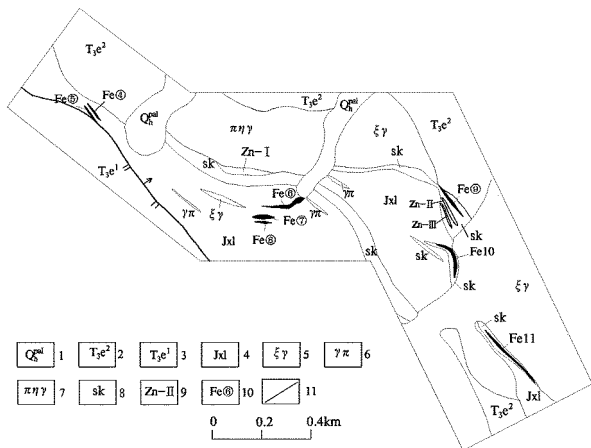 T₃e²
Fe⑤
Fe④
Qₕᵖᵃˡ
T₃e¹
T₃e²
Qₕᵖᵃˡ
πηγ
ξγ
T₃e²
sk
Zn-Ⅰ
sk
γπ
ξγ
Fe⑥
γπ
γπ
Fe⑦
Fe⑧
Jxl
Jxl
Fe⑨
Zn-Ⅱ
Zn-Ⅲ
sk
sk
sk
Fe10
sk
ξγ
sk
Fe11
Jxl
T₃e²
Qₕᵖᵃˡ 1 T₃e² 2 T₃e¹ 3 Jxl 4 ξγ 5 γπ 6
πηγ 7 sk 8 Zn-Ⅱ 9 Fe⑥ 10 11
0 0.2 0.4km